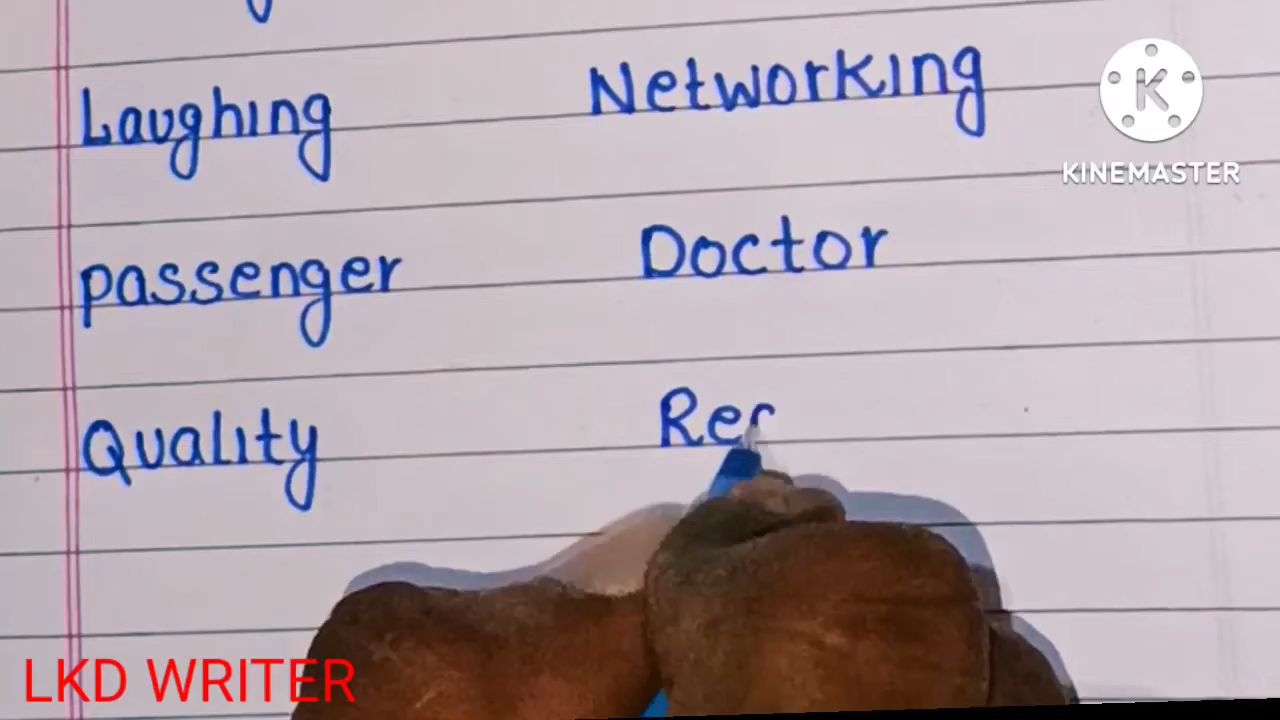 Laughing Networking
KINEMASTER
passenger Doctor
Quality Rec
LKD WRITER